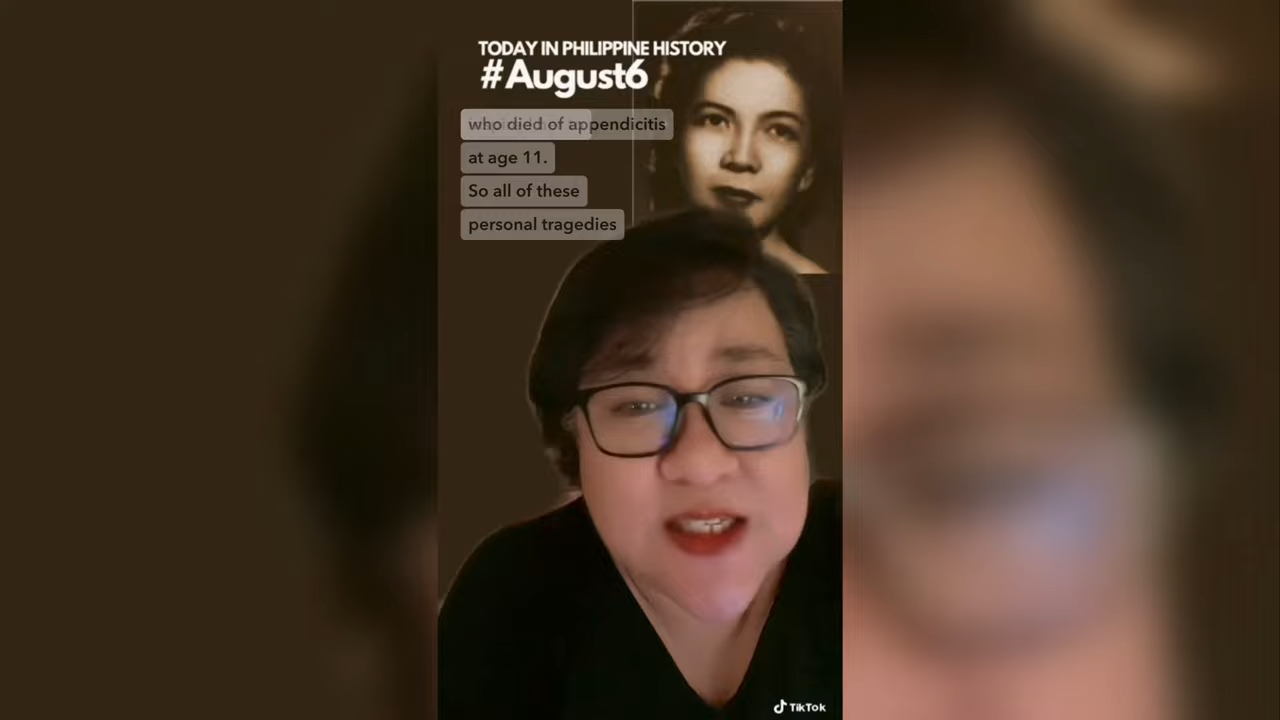 TODAY IN PHILIPPINE HISTORY
#August6
who died of appendicitis
at age 11.
So all of these
personal tragedies
TikTok